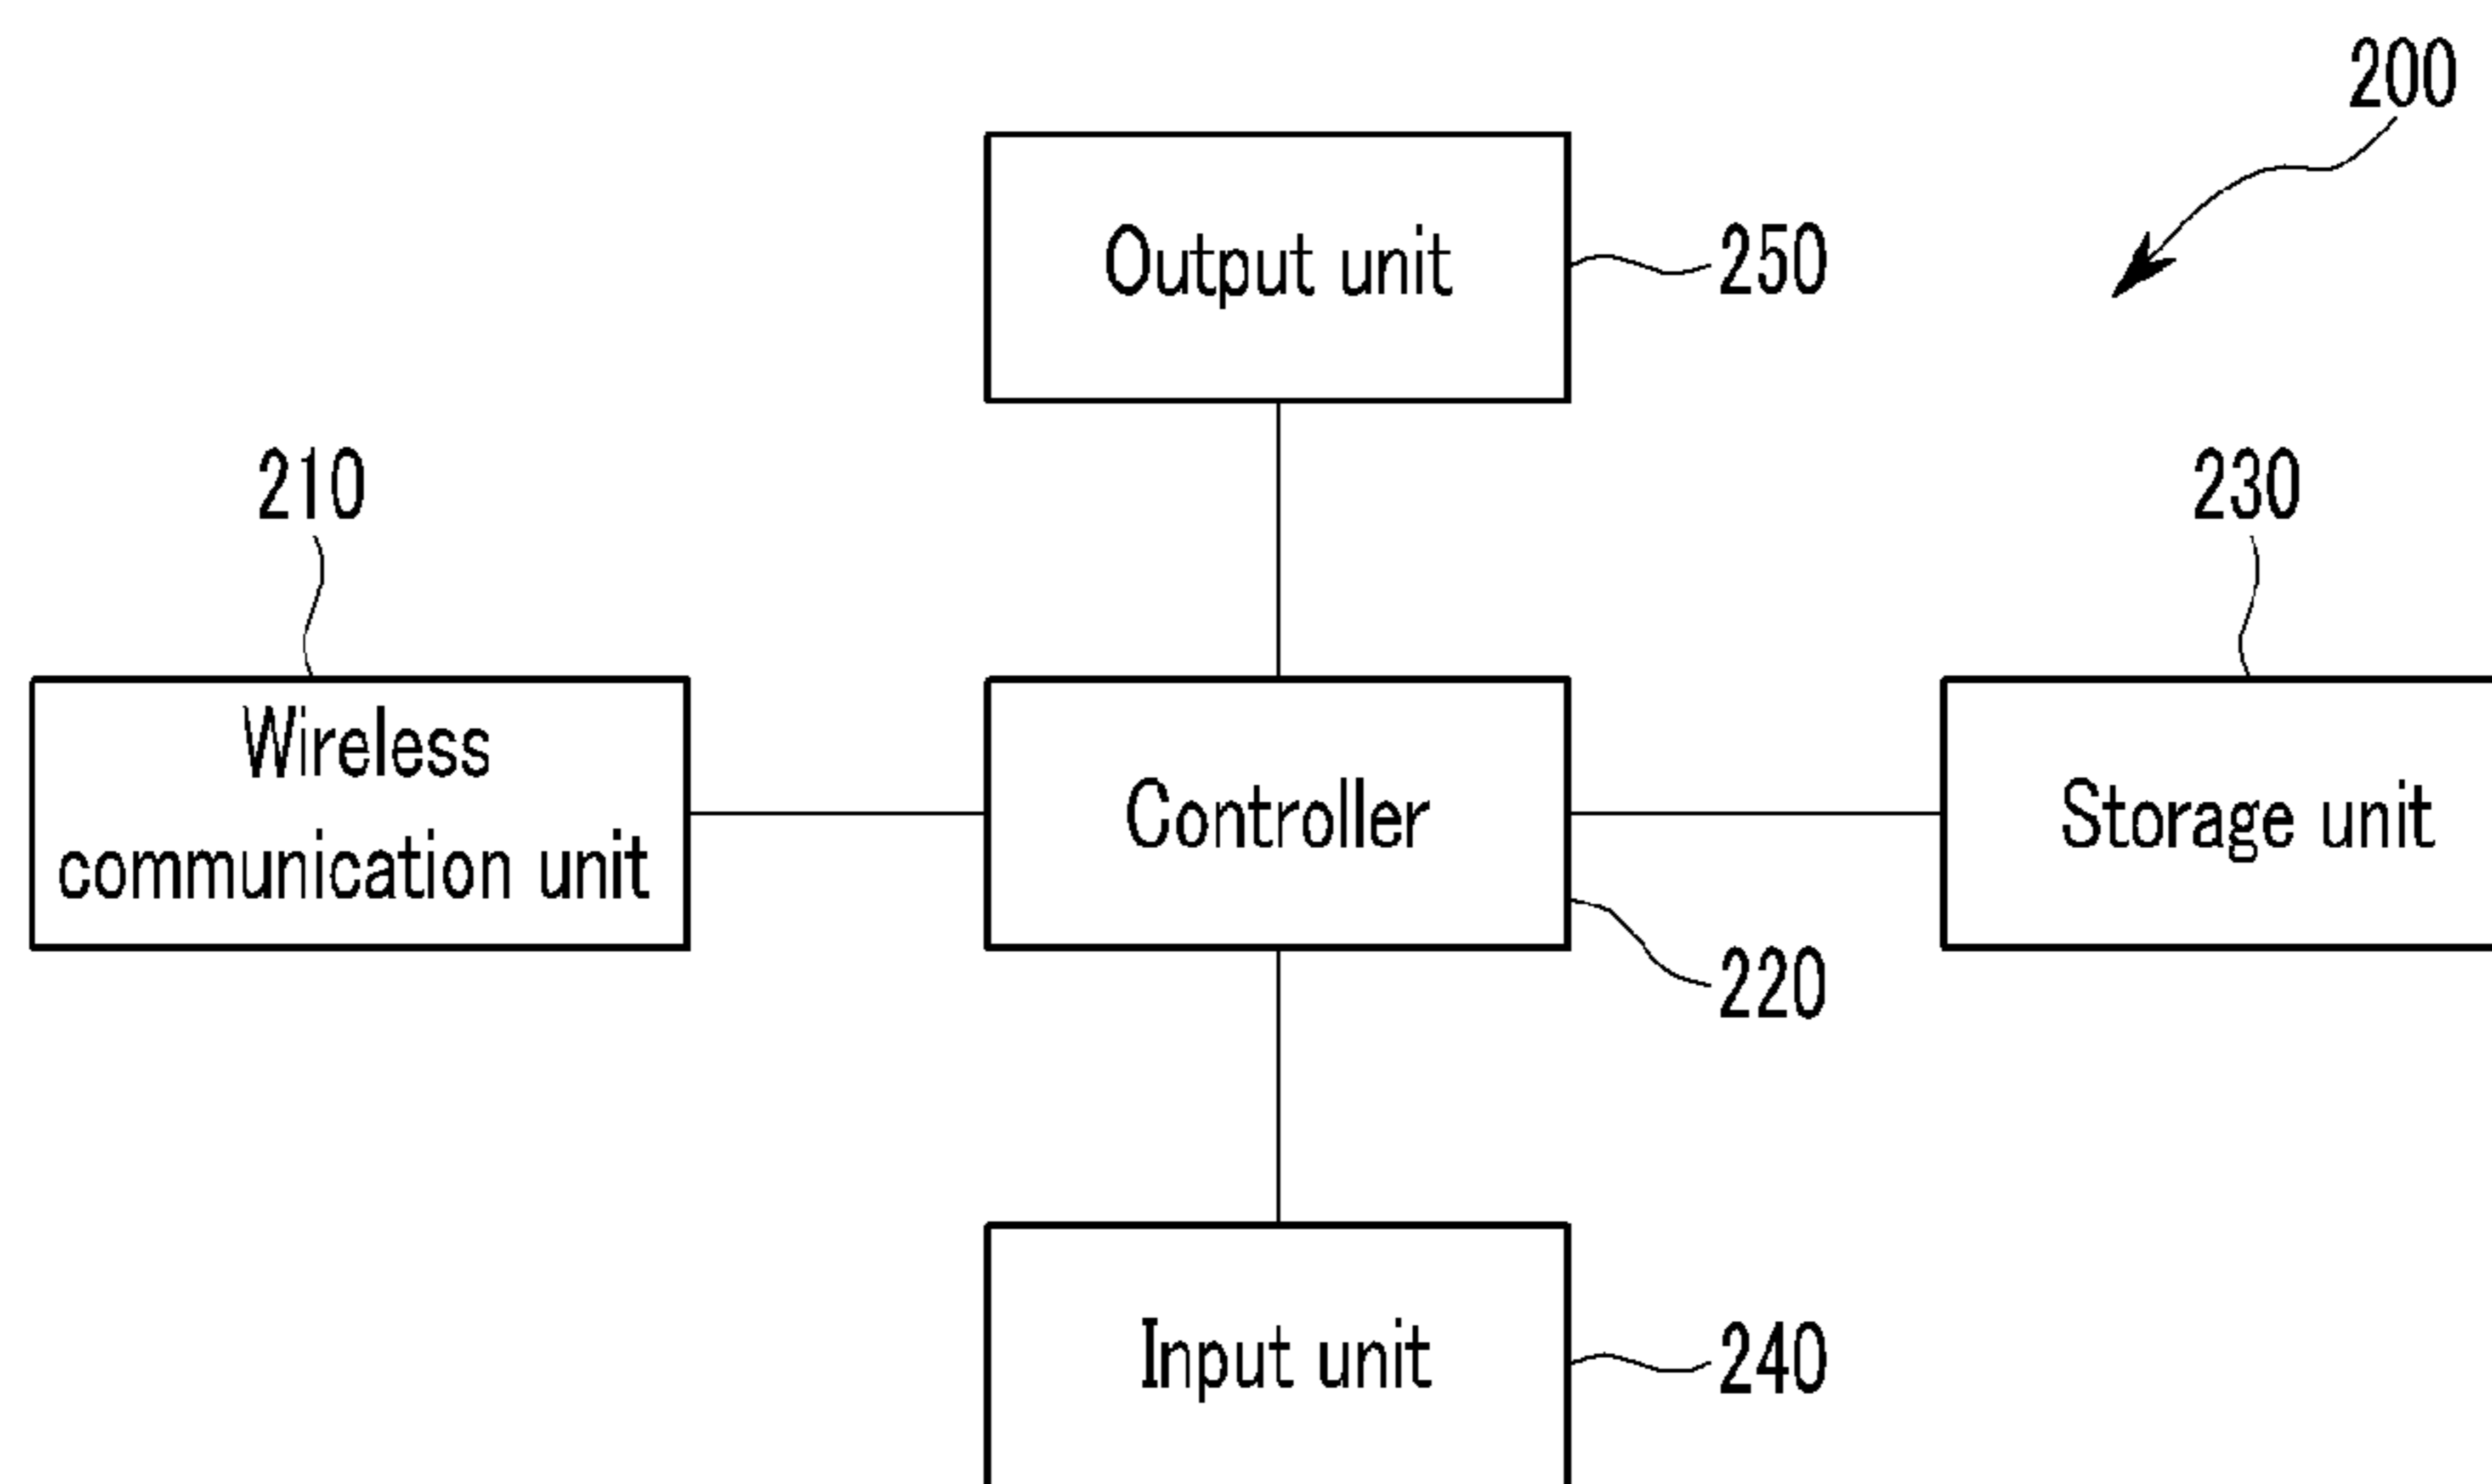 200
Output unit
250
210
230
Wireless
communication unit
Controller
Storage unit
220
Input unit
240